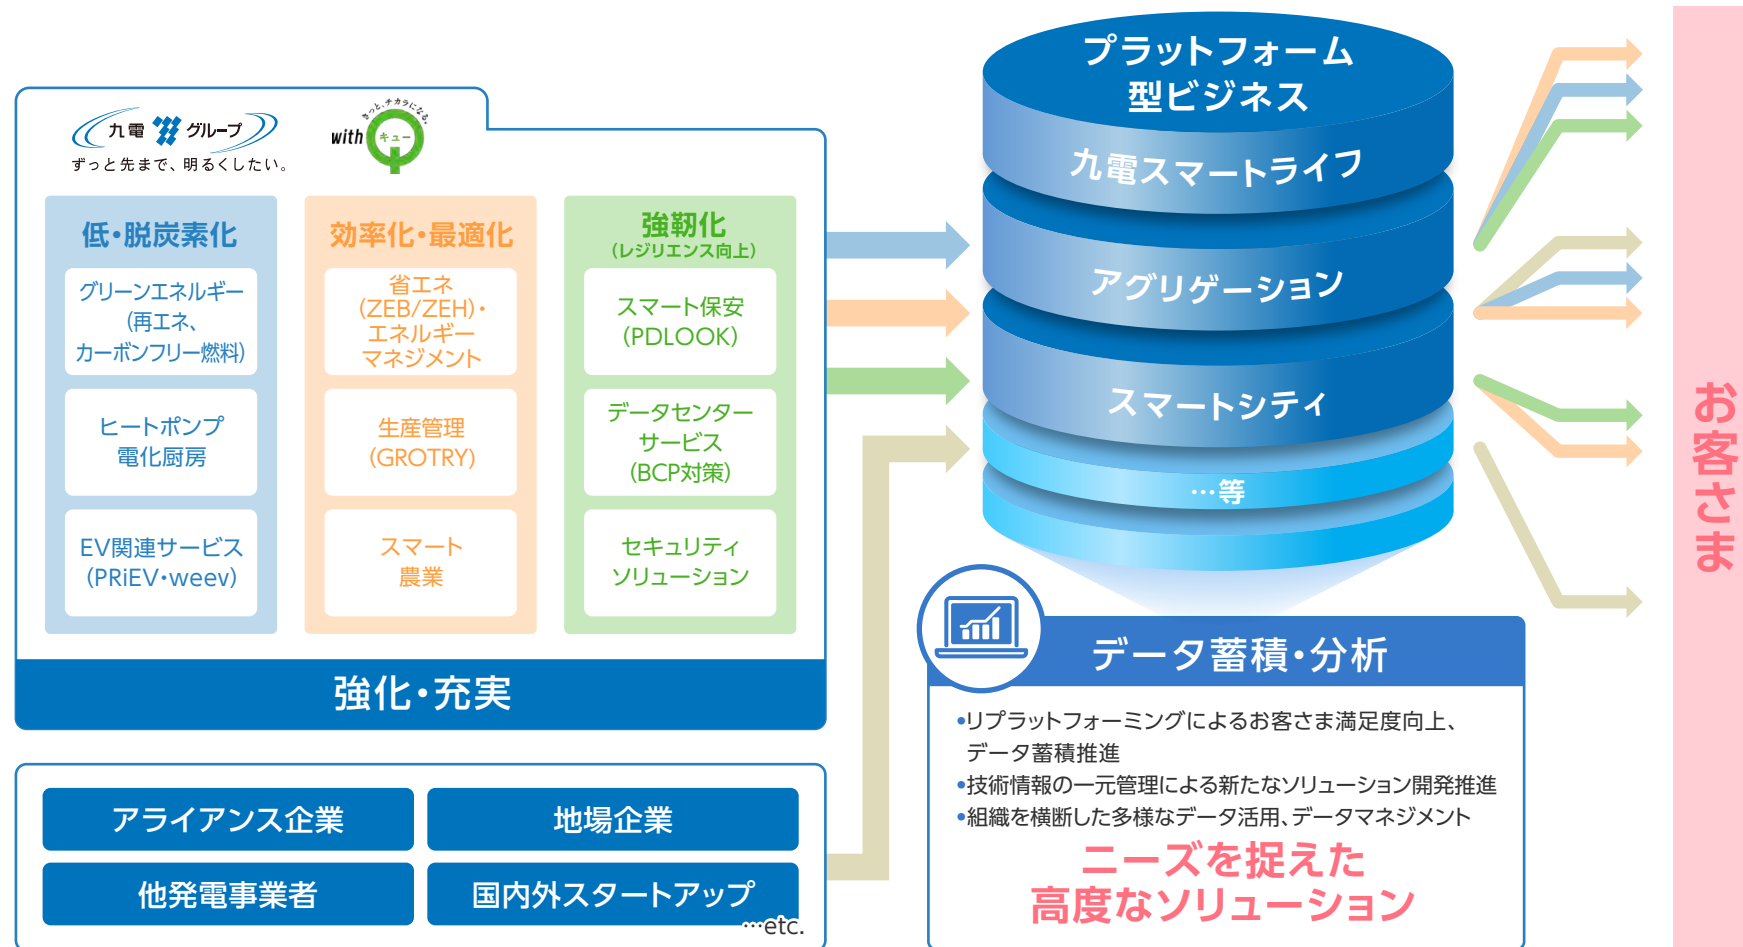 九電グループ
ずっと先まで、明るくしたい。
きっと、チカラになる。
with キュー
低・脱炭素化
グリーンエネルギー
(再エネ、
カーボンフリー燃料)
ヒートポンプ
電化厨房
EV関連サービス
(PRiEV・weev)
効率化・最適化
省エネ
(ZEB/ZEH)・
エネルギー
マネジメント
生産管理
(GROTRY)
スマート
農業
強靭化
(レジリエンス向上)
スマート保安
(PDLOOK)
データセンター
サービス
(BCP対策)
セキュリティ
ソリューション
強化・充実
アライアンス企業
地場企業
他発電事業者
国内外スタートアップ
…etc.
プラットフォーム
型ビジネス
九電スマートライフ
アグリゲーション
スマートシティ
…等
データ蓄積・分析
•リプラットフォーミングによるお客さま満足度向上、
データ蓄積推進
•技術情報の一元管理による新たなソリューション開発推進
•組織を横断した多様なデータ活用、データマネジメント
ニーズを捉えた
高度なソリューション
お客さま